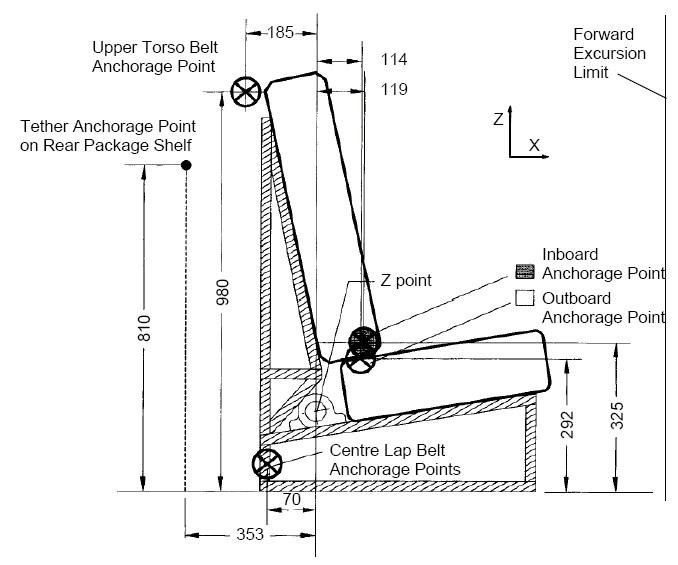 185
Upper Torso Belt
Anchorage Point
114
119
Forward
Excursion
Limit
Tether Anchorage Point
on Rear Package Shelf
Z
X
Inboard
Anchorage Point
Outboard
Anchorage Point
Z point
980
810
292
325
Centre Lap Belt
Anchorage Points
70
353